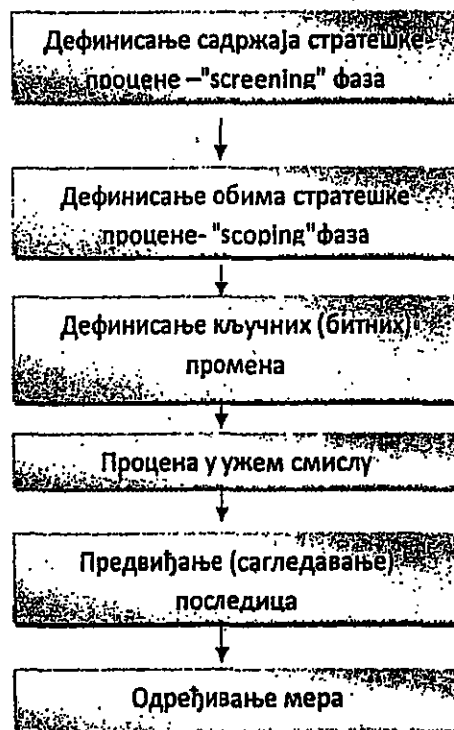 Дефинисање садржаја стратешке
процене –"screening" фаза
Дефинисање обима стратешке
процене- "scoping"фаза
Дефинисање кључних (битних)
промена
Процена у ужем смислу
Предвиђање (сагледавање)
последица
Одређивање мера